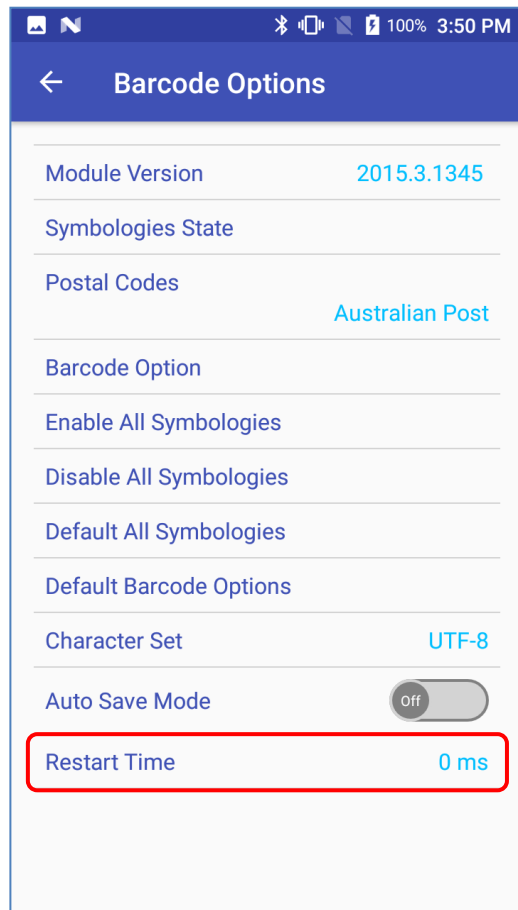 100% 3:50 PM
Barcode Options
Module Version 2015.3.1345
Symbologies State
Postal Codes
Australian Post
Barcode Option
Enable All Symbologies
Disable All Symbologies
Default All Symbologies
Default Barcode Options
Character Set UTF-8
Auto Save Mode Off
Restart Time 0 ms